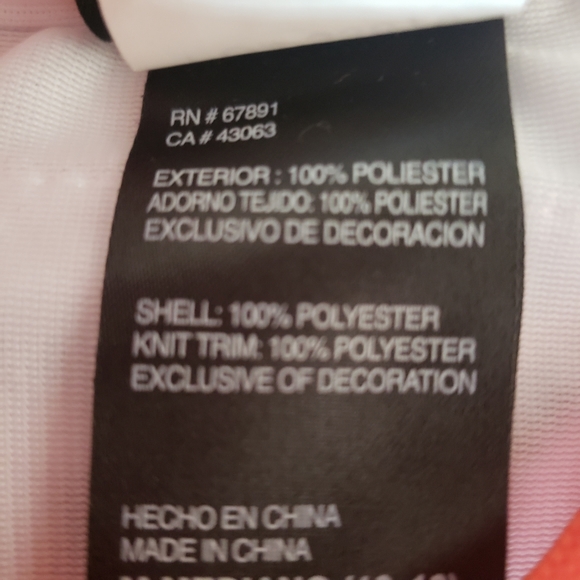 RN # 67891
CA # 43063
EXTERIOR : 100% POLIESTER
ADORNO TEJIDO: 100% POLIESTER
EXCLUSIVO DE DECORACION
SHELL: 100% POLYESTER
KNIT TRIM: 100% POLYESTER
EXCLUSIVE OF DECORATION
HECHO EN CHINA
MADE IN CHINA